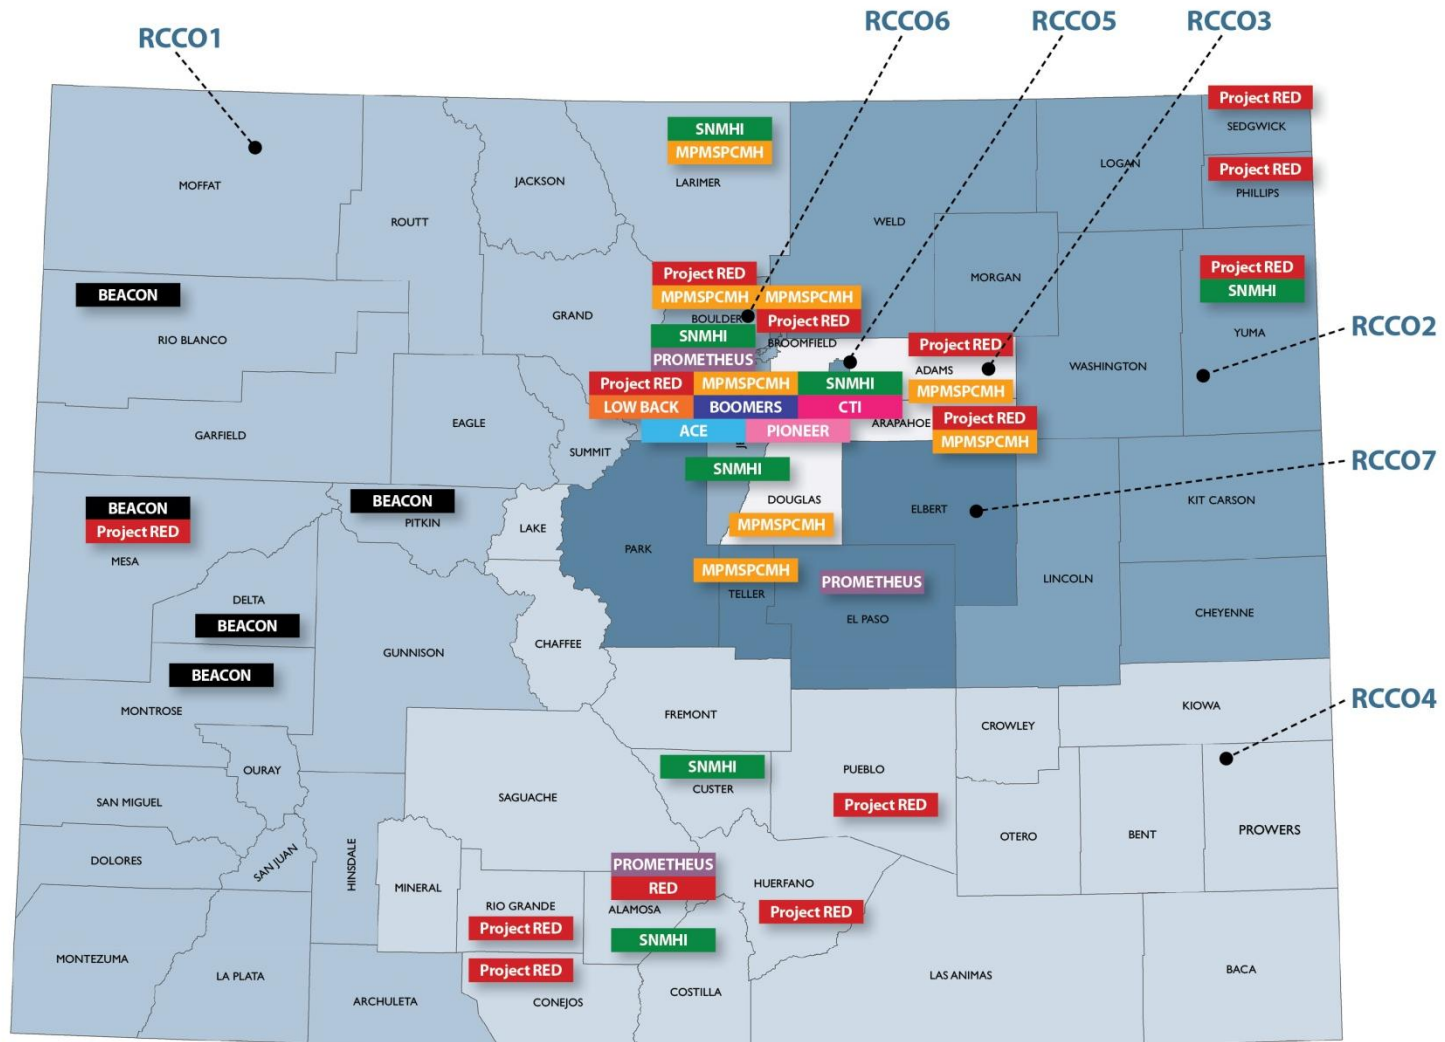 RCCO6
RCCO5
RCCO3
RCCO1
Project RED
SEDGWICK
SNMHI
MPMSPCMH
LARIMER
LOGAN
Project RED
PHILLIPS
MOFFAT
JACKSON
ROUTT
WELD
MORGAN
Project RED
SNMHI
YUMA
BEACON
RIO BLANCO
GRAND
Project RED
MPMSPCMH MPMSPCMH
BOULDER
Project RED
BROOMFIELD
SNMHI
PROMETHEUS
Project RED
ADAMS
MPMSPCMH
WASHINGTON
RCCO2
Project RED MPMSPCMH SNMHI
LOW BACK BOOMERS CTI
ACE PIONEER
ARAPAHOE
Project RED
MPMSPCMH
GARFIELD
EAGLE
SUMMIT
RCCO7
SNMHI
DOUGLAS
MPMSPCMH
ELBERT
KIT CARSON
BEACON
Project RED
MESA
BEACON
PITKIN
LAKE
PARK
MPMSPCMH
TELLER
PROMETHEUS
EL PASO
LINCOLN
CHEYENNE
DELTA
BEACON
GUNNISON
CHAFFEE
BEACON
MONTROSE
FREMONT
CROWLEY
KIOWA
RCCO4
OURAY
SAN MIGUEL
SAGUACHE
SNMHI
CUSTER
PUEBLO
Project RED
OTERO
BENT
PROWERS
DOLORES
SAN JUAN
HINSDALE
MINERAL
RIO GRANDE
Project RED
PROMETHEUS
RED
ALAMOSA
SNMHI
HUERFANO
Project RED
MONTEZUMA
LA PLATA
ARCHULETA
Project RED
CONEJOS
COSTILLA
LAS ANIMAS
BACA